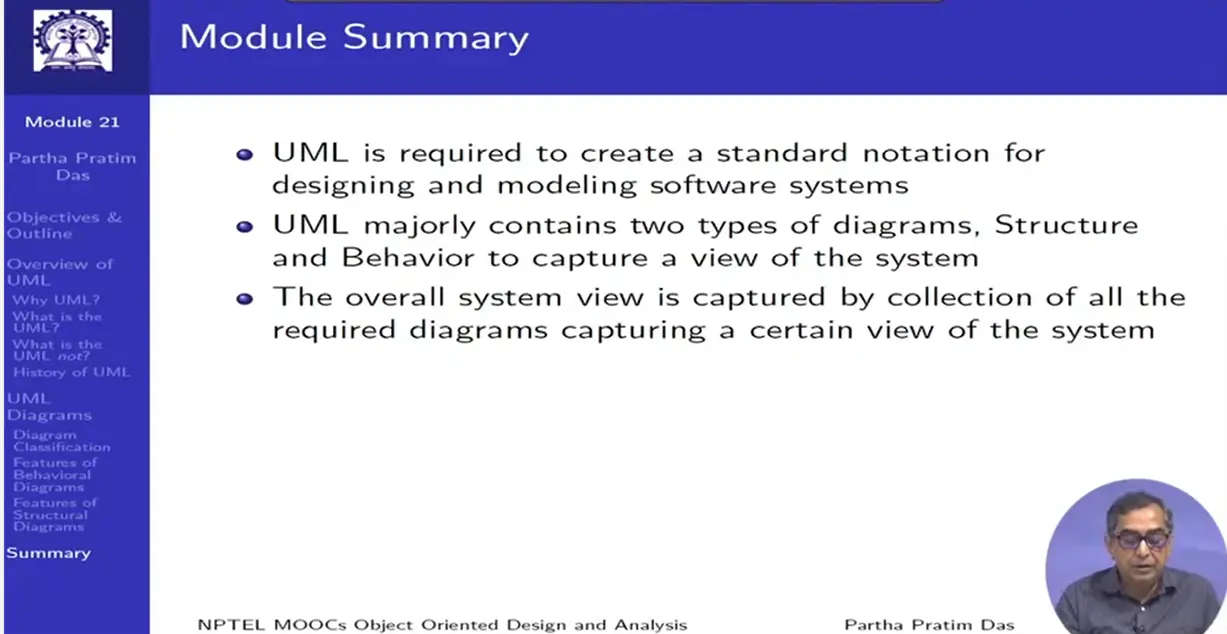 Module Summary
Module 21
Partha Pratim
Das
Objectives &
Outline
Overview of
UML
Why UML?
What is the
UML?
What is the
UML not?
History of UML
UML
Diagrams
Diagram
Classification
Features of
Behavioral
Diagrams
Features of
Structural
Diagrams
Summary
UML is required to create a standard notation for
designing and modeling software systems
UML majorly contains two types of diagrams, Structure
and Behavior to capture a view of the system
The overall system view is captured by collection of all the
required diagrams capturing a certain view of the system
NPTEL MOOCs Object Oriented Design and Analysis
Partha Pratim Das